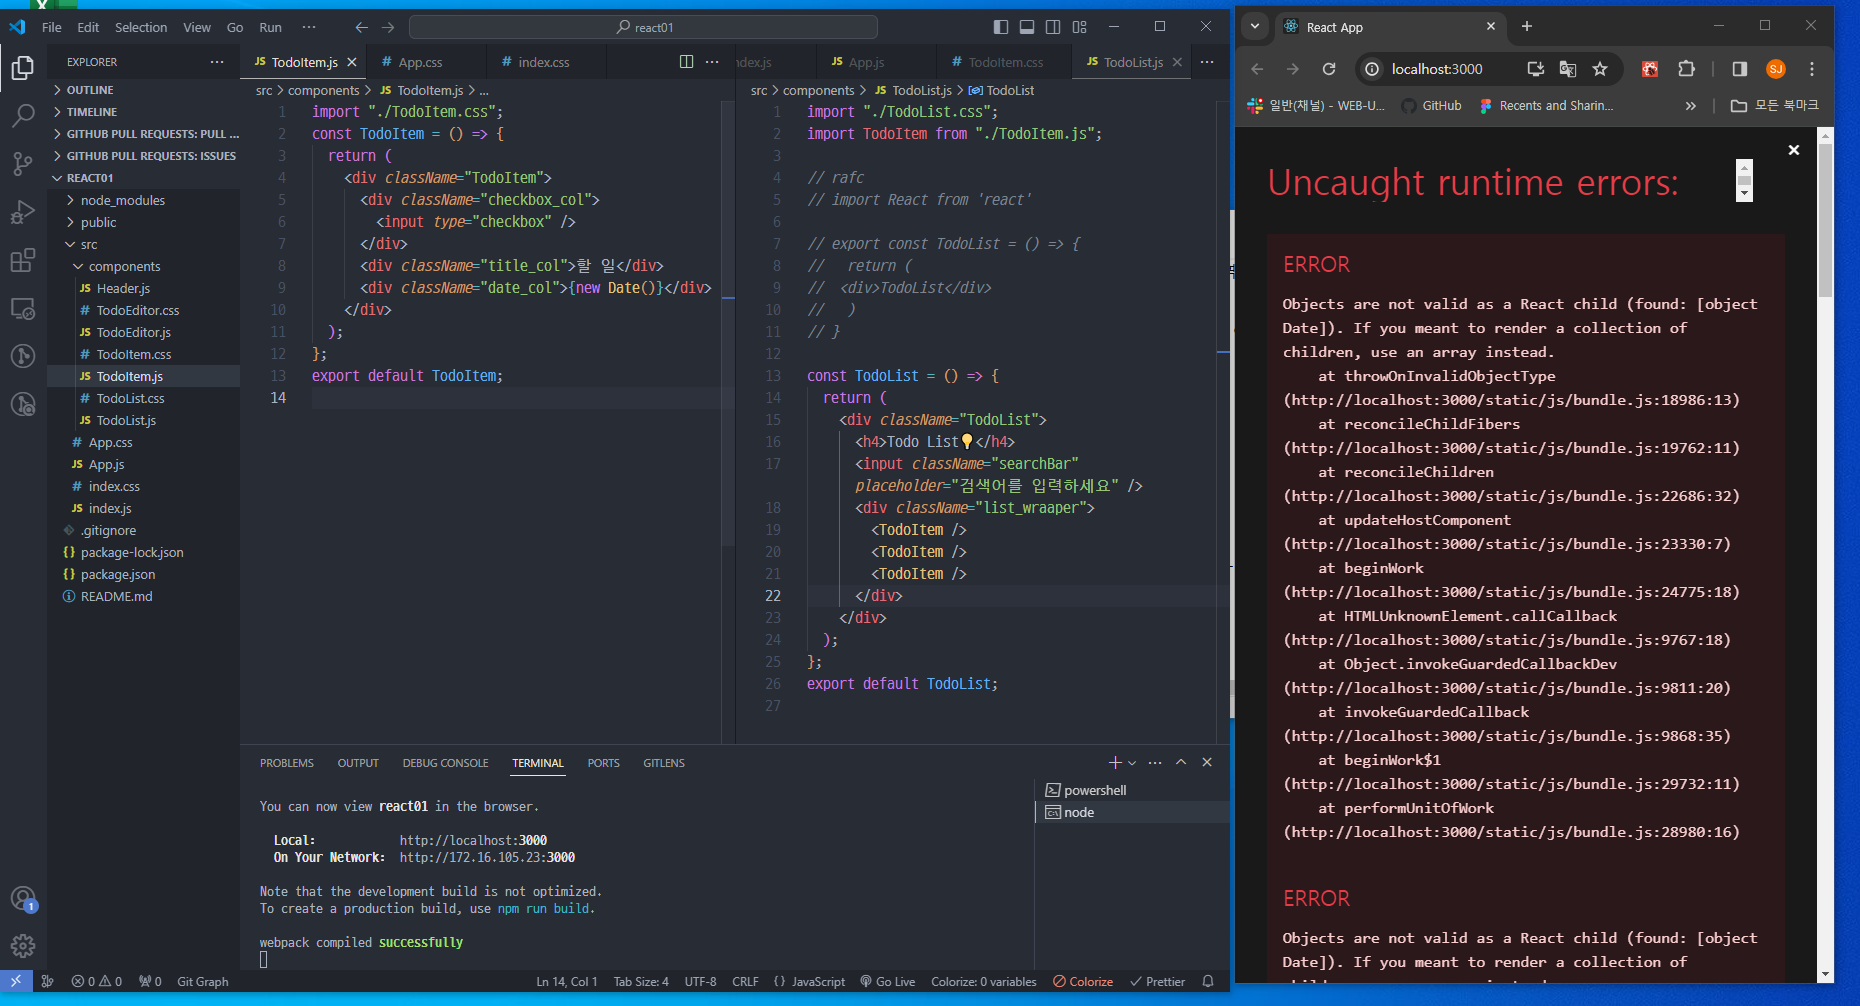 File Edit Selection View Go Run ··· react01
EXPLORER ···
OUTLINE
TIMELINE
GITHUB PULL REQUESTS: PULL ...
GITHUB PULL REQUESTS: ISSUES
REACT01
node_modules
public
src
components
JS Header.js
# TodoEditor.css
JS TodoEditor.js
# TodoItem.css
JS TodoItem.js
# TodoList.css
JS TodoList.js
# App.css
JS App.js
# index.css
JS index.js
.gitignore
{} package-lock.json
{} package.json
README.md
1
JS TodoItem.js # App.css # index.css ···
src > components > JS TodoItem.js > ...
1 import "./TodoItem.css";
2 const TodoItem = () => {
3 return (
4 <div className="TodoItem">
5 <div className="checkbox_col">
6 <input type="checkbox" />
7 </div>
8 <div className="title_col">할 일</div>
9 <div className="date_col">{new Date()}</div>
10 </div>
11 );
12 };
13 export default TodoItem;
14
ndex.js JS App.js # TodoItem.css JS TodoList.js ···
src > components > JS TodoList.js > TodoList
1 import "./TodoList.css";
2 import TodoItem from "./TodoItem.js";
3
4 // rafc
5 // import React from 'react'
6
7 // export const TodoList = () => {
8 // return (
9 // <div>TodoList</div>
10 // )
11 // }
12
13 const TodoList = () => {
14 return (
15 <div className="TodoList">
16 <h4>Todo List💡</h4>
17 <input className="searchBar"
placeholder="검색어를 입력하세요" />
18 <div className="list_wraaper">
19 <TodoItem />
20 <TodoItem />
21 <TodoItem />
22 </div>
23 </div>
24 );
25 };
26 export default TodoList;
27
PROBLEMS OUTPUT DEBUG CONSOLE TERMINAL PORTS GITLENS
You can now view react01 in the browser.
Local: http://localhost:3000
On Your Network: http://172.16.105.23:3000
Note that the development build is not optimized.
To create a production build, use npm run build.
webpack compiled successfully
powershell
node
0 0 0 Git Graph Ln 14, Col 1 Tab Size: 4 UTF-8 CRLF {} JavaScript Go Live Colorize: 0 variables Colorize Prettier
React App
localhost:3000 SJ
일반(채널) - WEB-U... GitHub Recents and Sharin... » 모든 북마크
Uncaught runtime errors:
ERROR
Objects are not valid as a React child (found: [object
Date]). If you meant to render a collection of
children, use an array instead.
at throwOnInvalidObjectType
(http://localhost:3000/static/js/bundle.js:18986:13)
at reconcileChildFibers
(http://localhost:3000/static/js/bundle.js:19762:11)
at reconcileChildren
(http://localhost:3000/static/js/bundle.js:22686:32)
at updateHostComponent
(http://localhost:3000/static/js/bundle.js:23330:7)
at beginWork
(http://localhost:3000/static/js/bundle.js:24775:18)
at HTMLUnknownElement.callCallback
(http://localhost:3000/static/js/bundle.js:9767:18)
at Object.invokeGuardedCallbackDev
(http://localhost:3000/static/js/bundle.js:9811:20)
at invokeGuardedCallback
(http://localhost:3000/static/js/bundle.js:9868:35)
at beginWork$1
(http://localhost:3000/static/js/bundle.js:29732:11)
at performUnitOfWork
(http://localhost:3000/static/js/bundle.js:28980:16)
ERROR
Objects are not valid as a React child (found: [object
Date]). If you meant to render a collection of